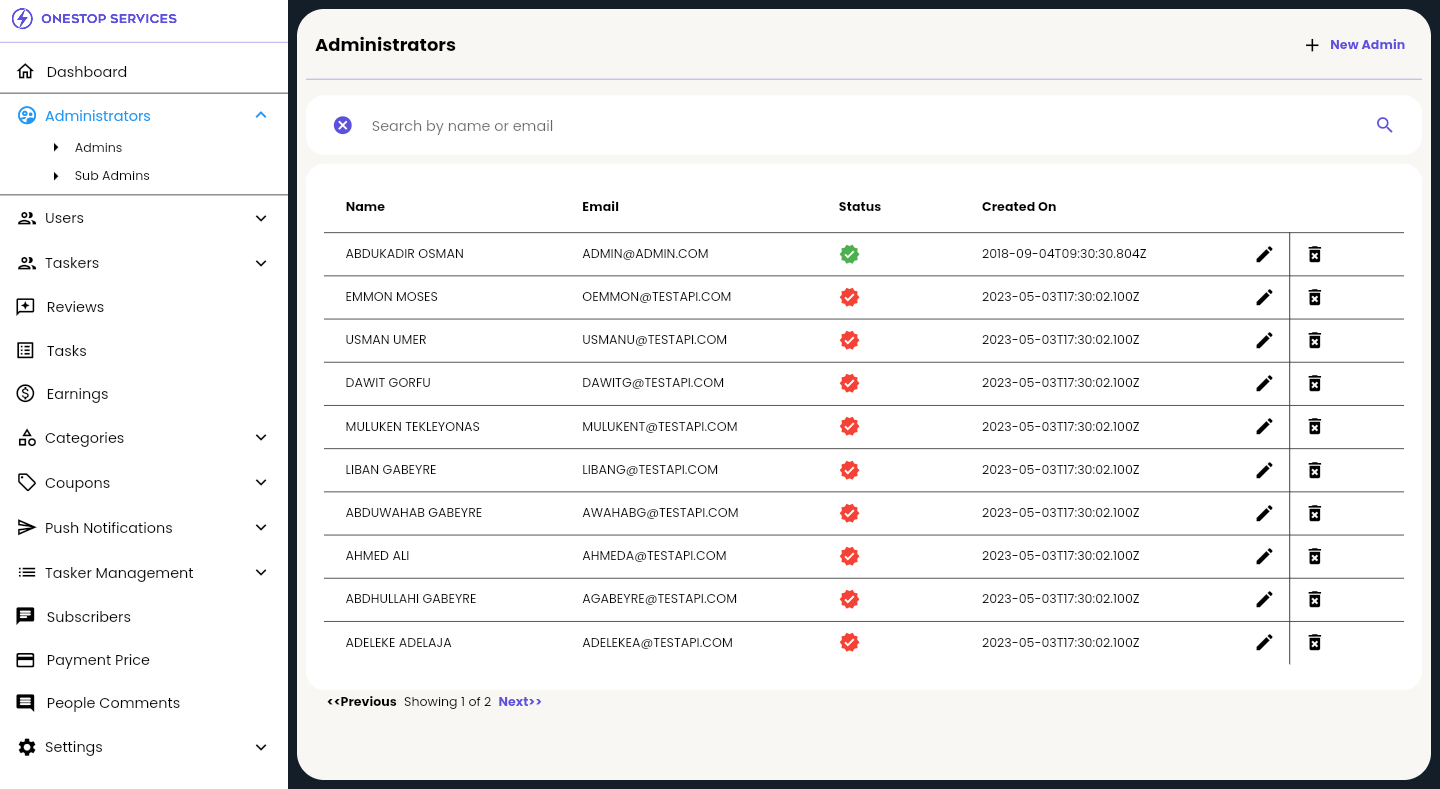 ONESTOP SERVICES
Dashboard
Administrators
Admins
Sub Admins
Users
Taskers
Reviews
Tasks
Earnings
Categories
Coupons
Push Notifications
Tasker Management
Subscribers
Payment Price
People Comments
Settings
Administrators
New Admin
Search by name or email
Name Email Status Created On
ABDUKADIR OSMAN ADMIN@ADMIN.COM 2018-09-04T09:30:30.804Z
EMMON MOSES OEMMON@TESTAPI.COM 2023-05-03T17:30:02.100Z
USMAN UMER USMANU@TESTAPI.COM 2023-05-03T17:30:02.100Z
DAWIT GORFU DAWITG@TESTAPI.COM 2023-05-03T17:30:02.100Z
MULUKEN TEKLEYONAS MULUKENT@TESTAPI.COM 2023-05-03T17:30:02.100Z
LIBAN GABEYRE LIBANG@TESTAPI.COM 2023-05-03T17:30:02.100Z
ABDUWAHAB GABEYRE AWAHABG@TESTAPI.COM 2023-05-03T17:30:02.100Z
AHMED ALI AHMEDA@TESTAPI.COM 2023-05-03T17:30:02.100Z
ABDHULLAHI GABEYRE AGABEYRE@TESTAPI.COM 2023-05-03T17:30:02.100Z
ADELEKE ADELAJA ADELEKEA@TESTAPI.COM 2023-05-03T17:30:02.100Z
<<Previous Showing 1 of 2 Next>>